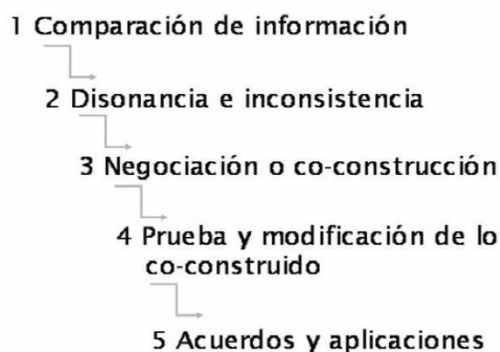 1 Comparación de información
2 Disonancia e inconsistencia
3 Negociación o co-construcción
4 Prueba y modificación de lo
co-construido
5 Acuerdos y aplicaciones